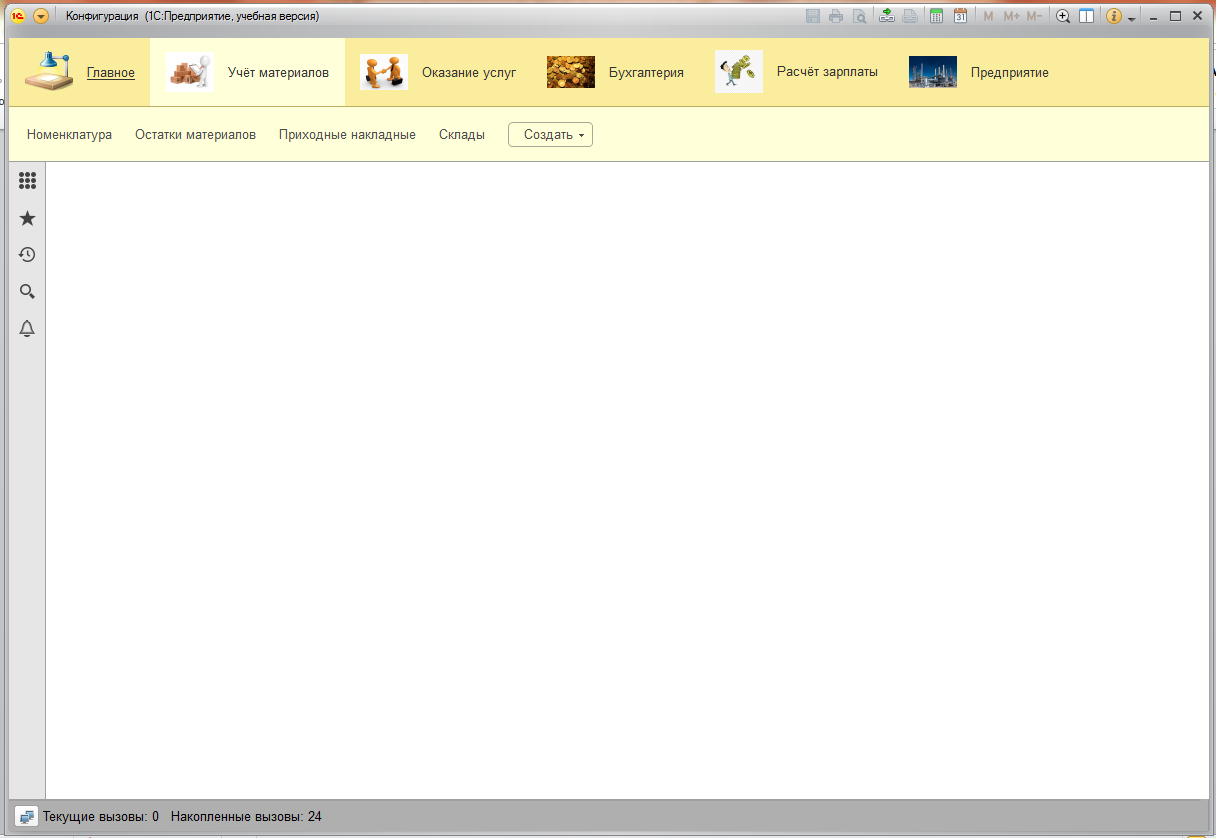 1С Конфигурация (1С:Предприятие, учебная версия) 31 M M+ M-
Главное Учёт материалов Оказание услуг Бухгалтерия Расчёт зарплаты Предприятие
Номенклатура Остатки материалов Приходные накладные Склады Создать
Текущие вызовы: 0 Накопленные вызовы: 24